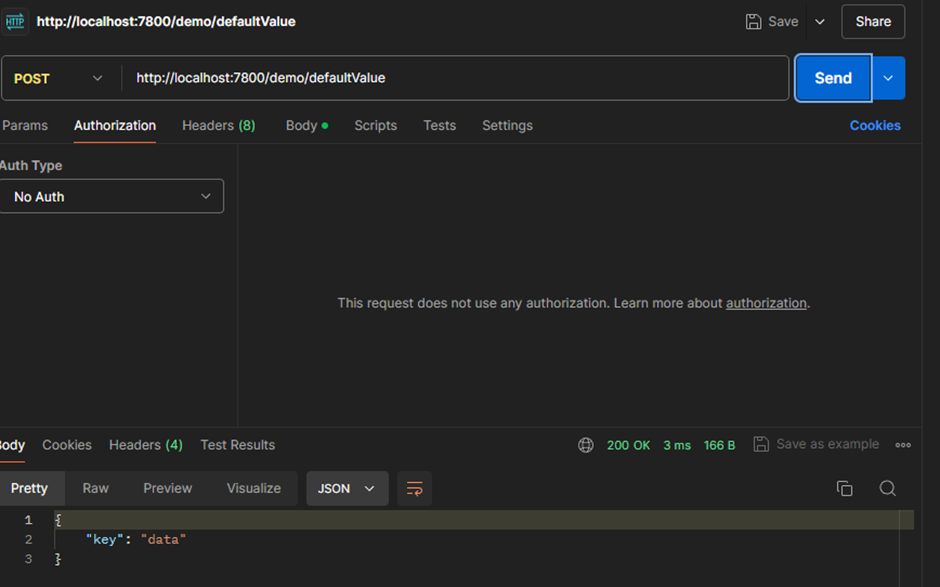 HTTP http://localhost:7800/demo/defaultValue Save Share
POST http://localhost:7800/demo/defaultValue Send
Params Authorization Headers (8) Body Scripts Tests Settings Cookies
Auth Type
No Auth
This request does not use any authorization. Learn more about authorization.
Body Cookies Headers (4) Test Results 200 OK 3 ms 166 B Save as example
Pretty Raw Preview Visualize JSON
1 {
2 "key": "data"
3 }